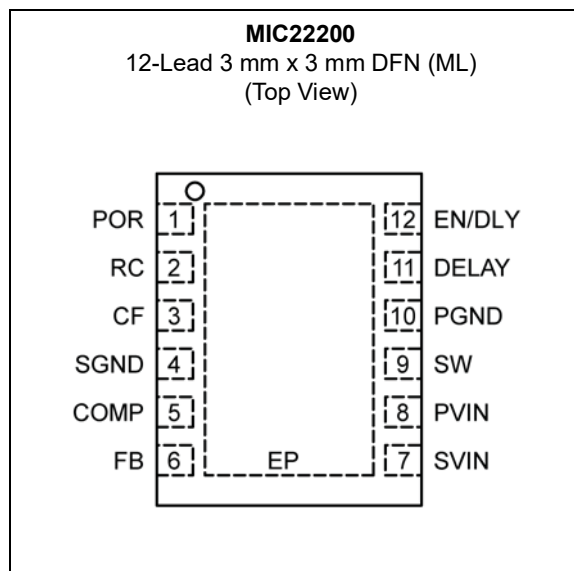 MIC22200
12-Lead 3 mm x 3 mm DFN (ML)
(Top View)
POR 1 12 EN/DLY
RC 2 11 DELAY
CF 3 10 PGND
SGND 4 9 SW
COMP 5 8 PVIN
FB 6 EP 7 SVIN